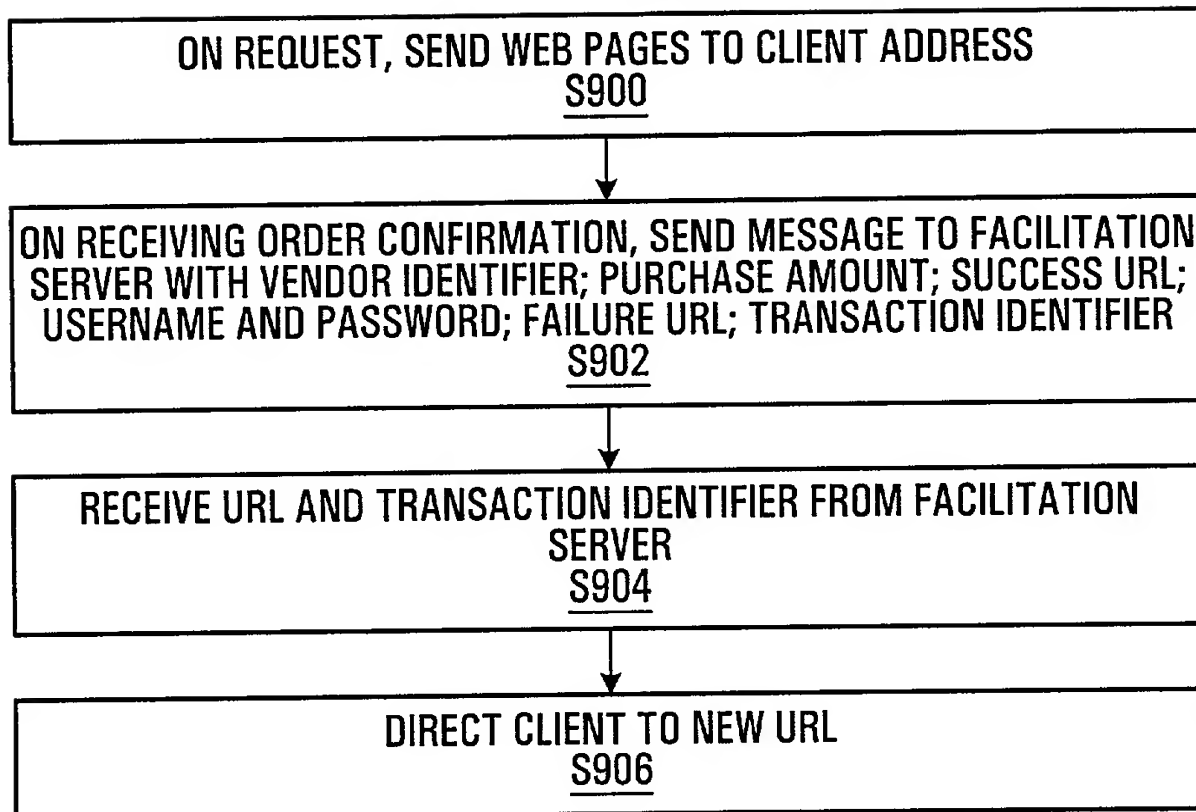 ON REQUEST, SEND WEB PAGES TO CLIENT ADDRESS
S900
ON RECEIVING ORDER CONFIRMATION, SEND MESSAGE TO FACILITATION
SERVER WITH VENDOR IDENTIFIER; PURCHASE AMOUNT; SUCCESS URL;
USERNAME AND PASSWORD; FAILURE URL; TRANSACTION IDENTIFIER
S902
RECEIVE URL AND TRANSACTION IDENTIFIER FROM FACILITATION
SERVER
S904
DIRECT CLIENT TO NEW URL
S906